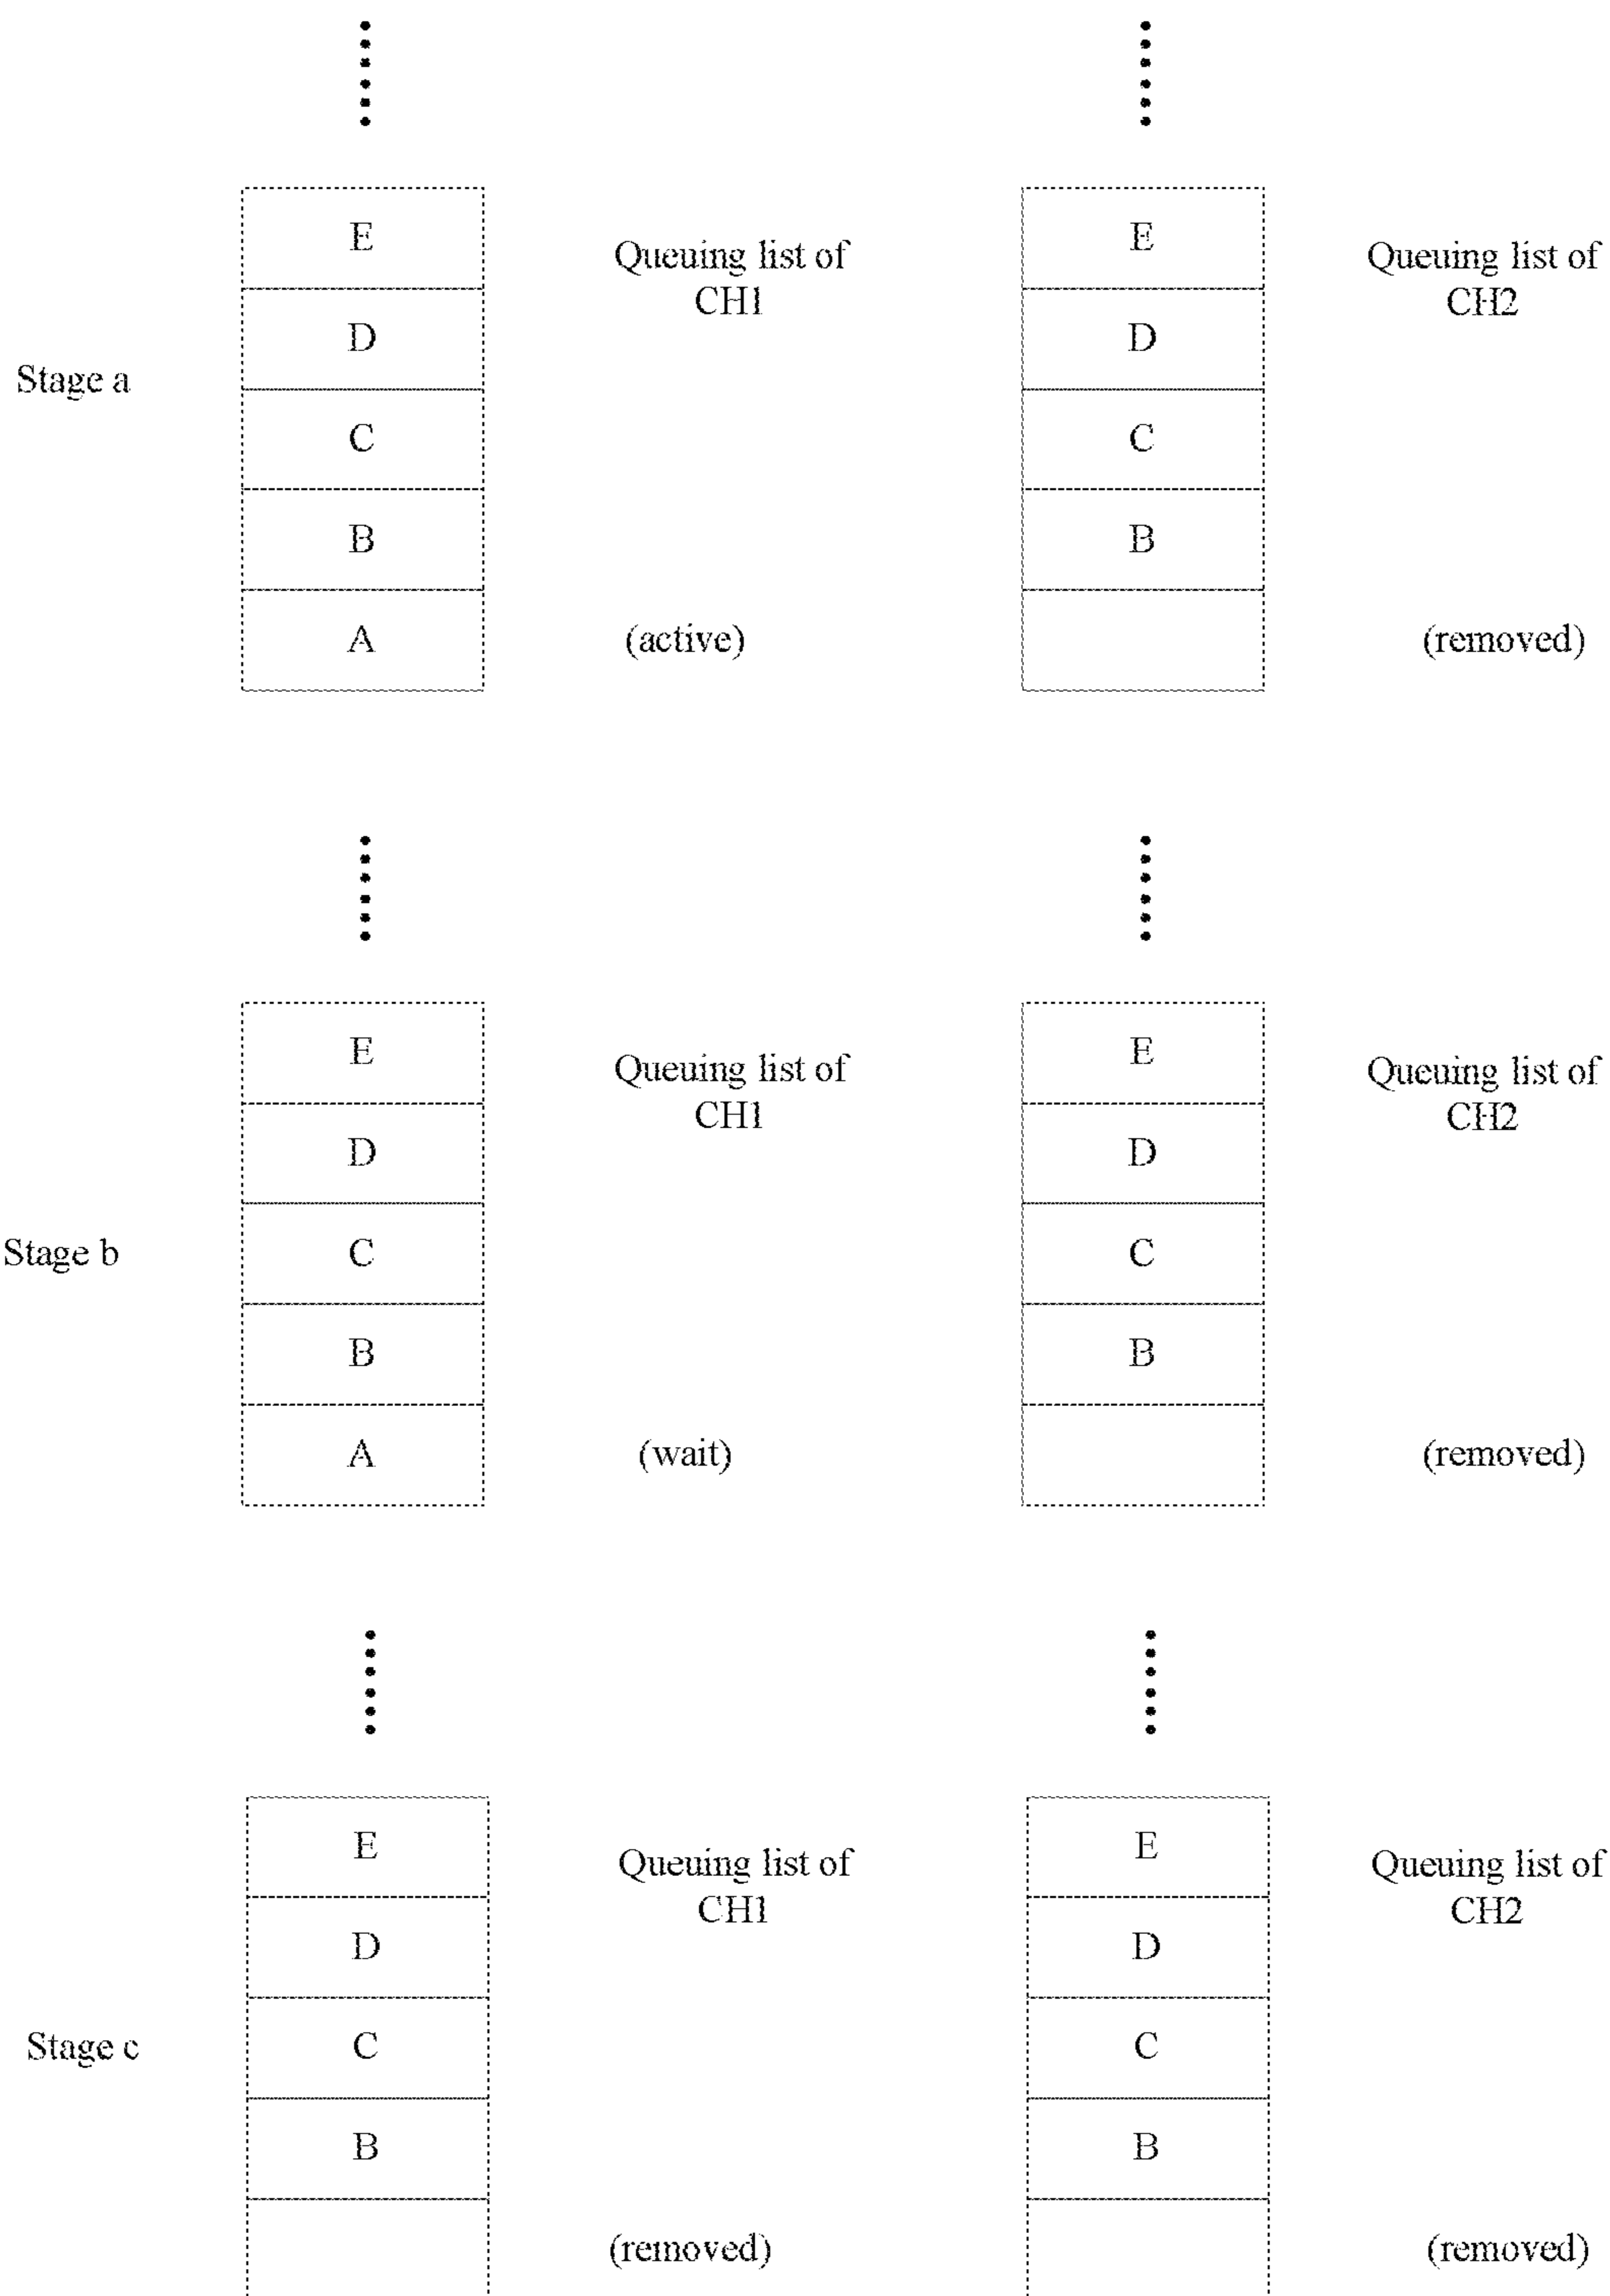 E
Queuing list of
CH1
E
Queuing list of
CH2
D
D
Stage a
C
C
B
B
A
(active)
(removed)
E
Queuing list of
CH1
E
Queuing list of
CH2
D
D
Stage b
C
C
B
B
A
(wait)
(removed)
E
Queuing list of
CH1
E
Queuing list of
CH2
D
D
Stage c
C
C
B
B
(removed)
(removed)